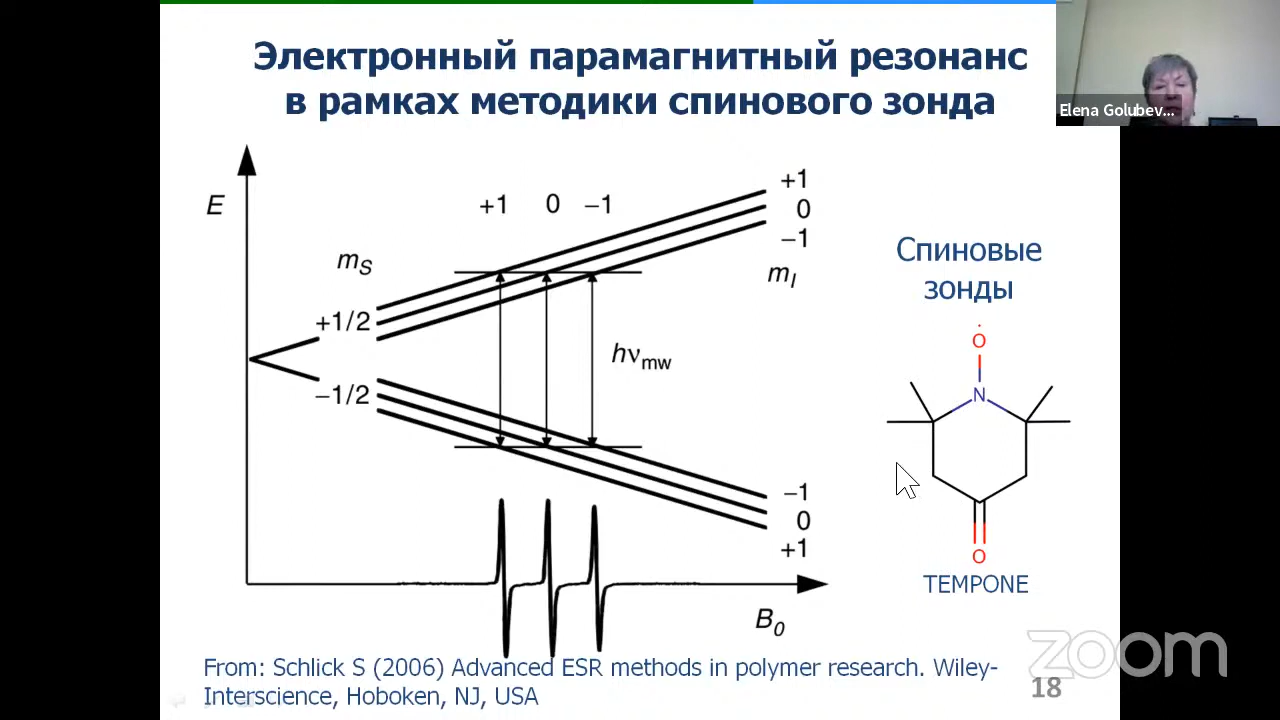 Электронный парамагнитный резонанс
в рамках методики спинового зонда
Elena Golubev...
E
+1 0 −1
+1
0
−1
m_S
m_I
+1/2
−1/2
hν_mw
−1
0
+1
B_0
Спиновые
зонды
O
N
O
TEMPONE
From: Schlick S (2006) Advanced ESR methods in polymer research. Wiley-
Interscience, Hoboken, NJ, USA
18
zoom